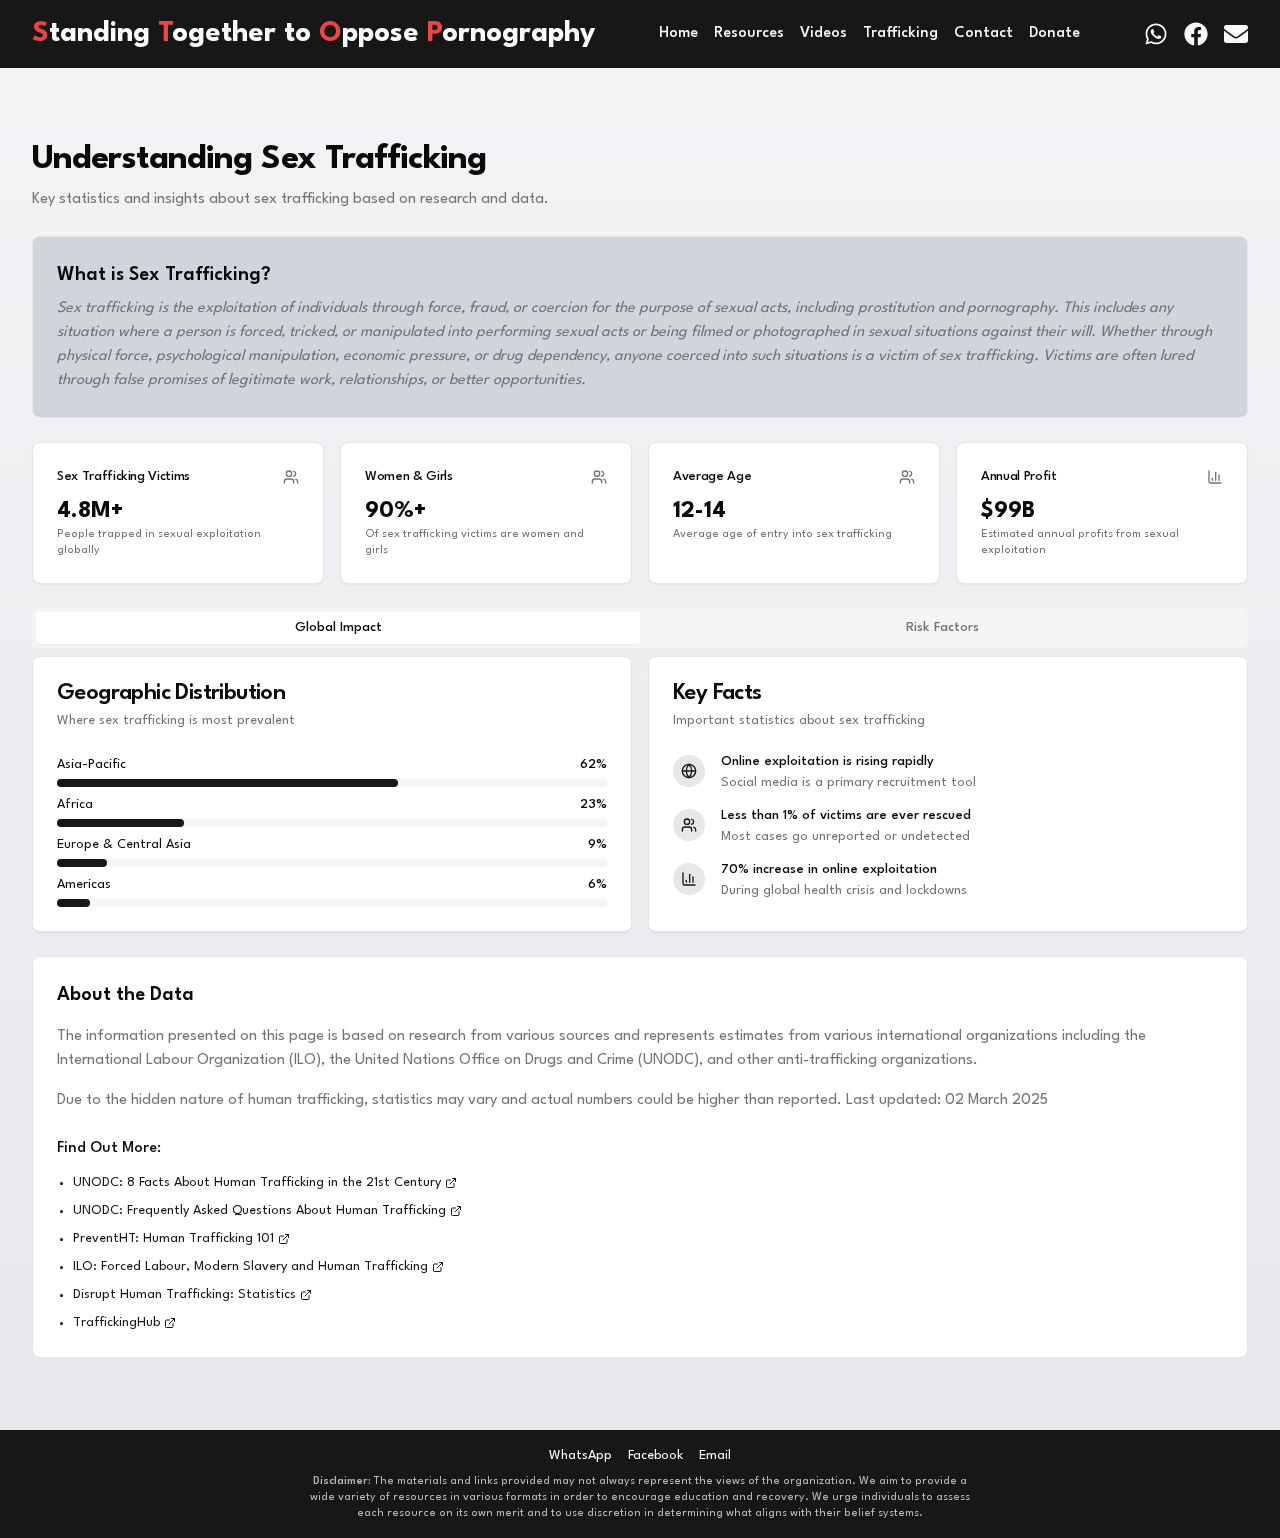 Standing Together to Oppose Pornography
Home Resources Videos Trafficking Contact Donate
Understanding Sex Trafficking
Key statistics and insights about sex trafficking based on research and data.
What is Sex Trafficking?
Sex trafficking is the exploitation of individuals through force, fraud, or coercion for the purpose of sexual acts, including prostitution and pornography. This includes any
situation where a person is forced, tricked, or manipulated into performing sexual acts or being filmed or photographed in sexual situations against their will. Whether through
physical force, psychological manipulation, economic pressure, or drug dependency, anyone coerced into such situations is a victim of sex trafficking. Victims are often lured
through false promises of legitimate work, relationships, or better opportunities.
Sex Trafficking Victims
4.8M+
People trapped in sexual exploitation
globally
Women & Girls
90%+
Of sex trafficking victims are women and
girls
Average Age
12-14
Average age of entry into sex trafficking
Annual Profit
$99B
Estimated annual profits from sexual
exploitation
Global Impact
Risk Factors
Geographic Distribution
Where sex trafficking is most prevalent
Asia-Pacific 62%
Africa 23%
Europe & Central Asia 9%
Americas 6%
Key Facts
Important statistics about sex trafficking
Online exploitation is rising rapidly
Social media is a primary recruitment tool
Less than 1% of victims are ever rescued
Most cases go unreported or undetected
70% increase in online exploitation
During global health crisis and lockdowns
About the Data
The information presented on this page is based on research from various sources and represents estimates from various international organizations including the
International Labour Organization (ILO), the United Nations Office on Drugs and Crime (UNODC), and other anti-trafficking organizations.
Due to the hidden nature of human trafficking, statistics may vary and actual numbers could be higher than reported. Last updated: 02 March 2025
Find Out More:
• UNODC: 8 Facts About Human Trafficking in the 21st Century
• UNODC: Frequently Asked Questions About Human Trafficking
• PreventHT: Human Trafficking 101
• ILO: Forced Labour, Modern Slavery and Human Trafficking
• Disrupt Human Trafficking: Statistics
• TraffickingHub
WhatsApp Facebook Email
Disclaimer: The materials and links provided may not always represent the views of the organization. We aim to provide a
wide variety of resources in various formats in order to encourage education and recovery. We urge individuals to assess
each resource on its own merit and to use discretion in determining what aligns with their belief systems.